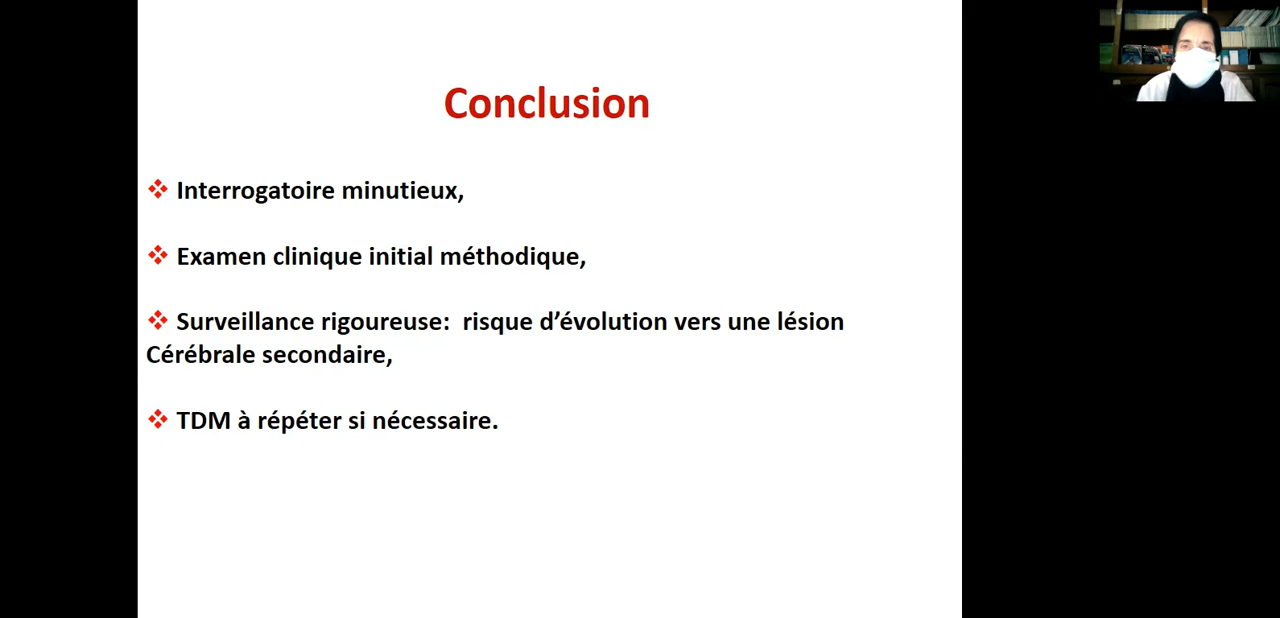 Conclusion
❖ Interrogatoire minutieux,
❖ Examen clinique initial méthodique,
❖ Surveillance rigoureuse:  risque d’évolution vers une lésion
Cérébrale secondaire,
❖ TDM à répéter si nécessaire.